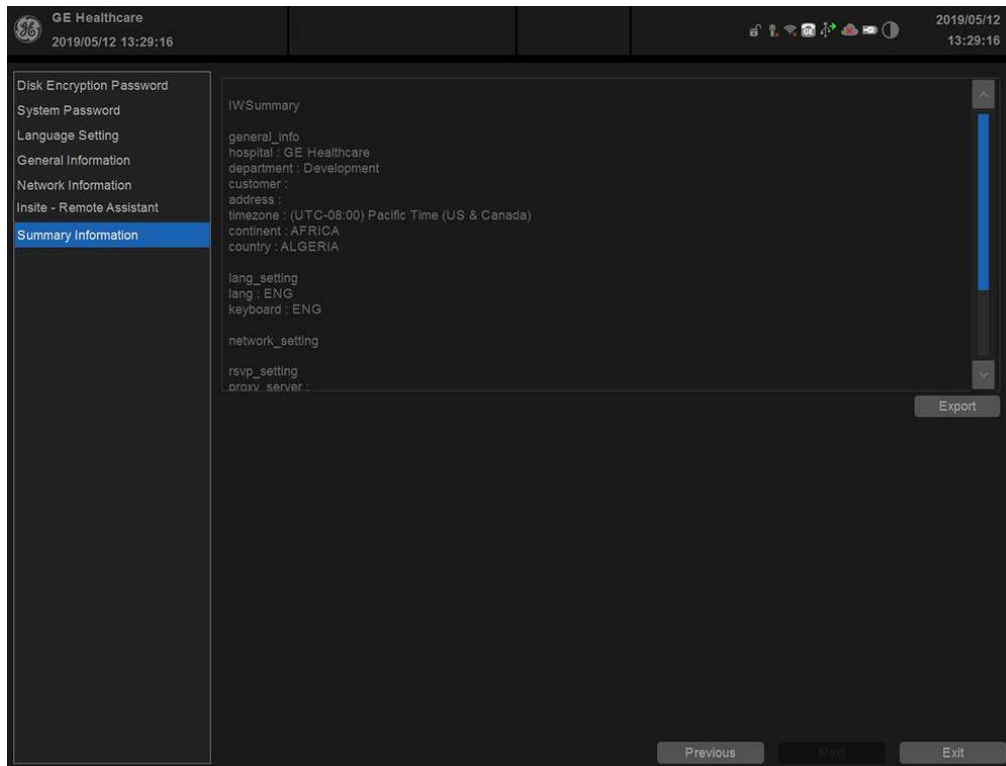 GE Healthcare
2019/05/12 13:29:16
2019/05/12
13:29:16
Disk Encryption Password
System Password
Language Setting
General Information
Network Information
Insite - Remote Assistant
Summary Information
IWSummary
general_info
hospital : GE Healthcare
department : Development
customer :
address :
timezone : (UTC-08:00) Pacific Time (US & Canada)
continent : AFRICA
country : ALGERIA
lang_setting
lang : ENG
keyboard : ENG
network_setting
rsvp_setting
proxy_server :
Export
Previous
Next
Exit